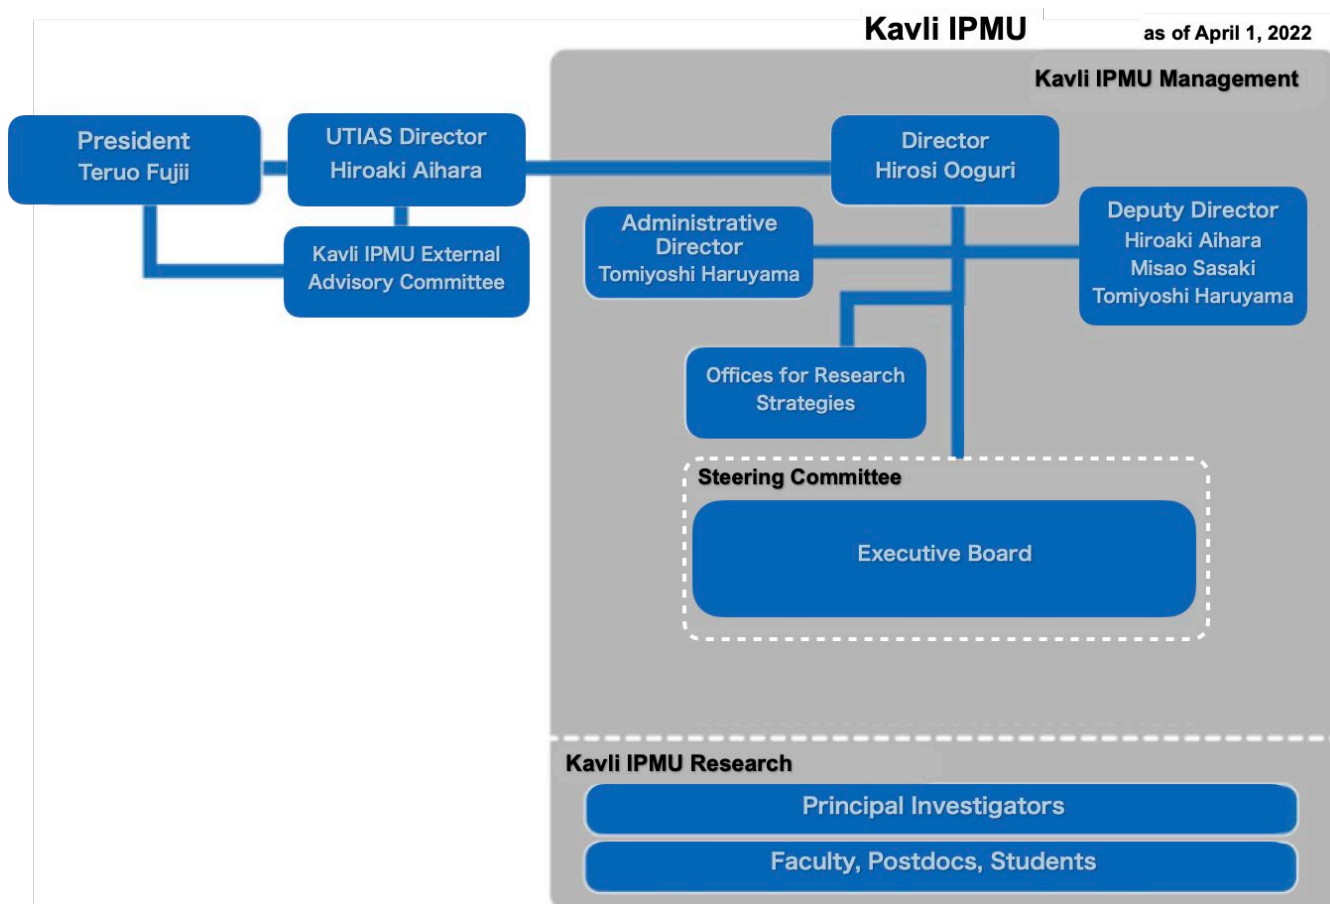 Kavli IPMU
as of April 1, 2022
Kavli IPMU Management
President
Teruo Fujii
UTIAS Director
Hiroaki Aihara
Director
Hirosi Ooguri
Kavli IPMU External
Advisory Committee
Administrative
Director
Tomiyoshi Haruyama
Deputy Director
Hiroaki Aihara
Misao Sasaki
Tomiyoshi Haruyama
Offices for Research
Strategies
Steering Committee
Executive Board
Kavli IPMU Research
Principal Investigators
Faculty, Postdocs, Students